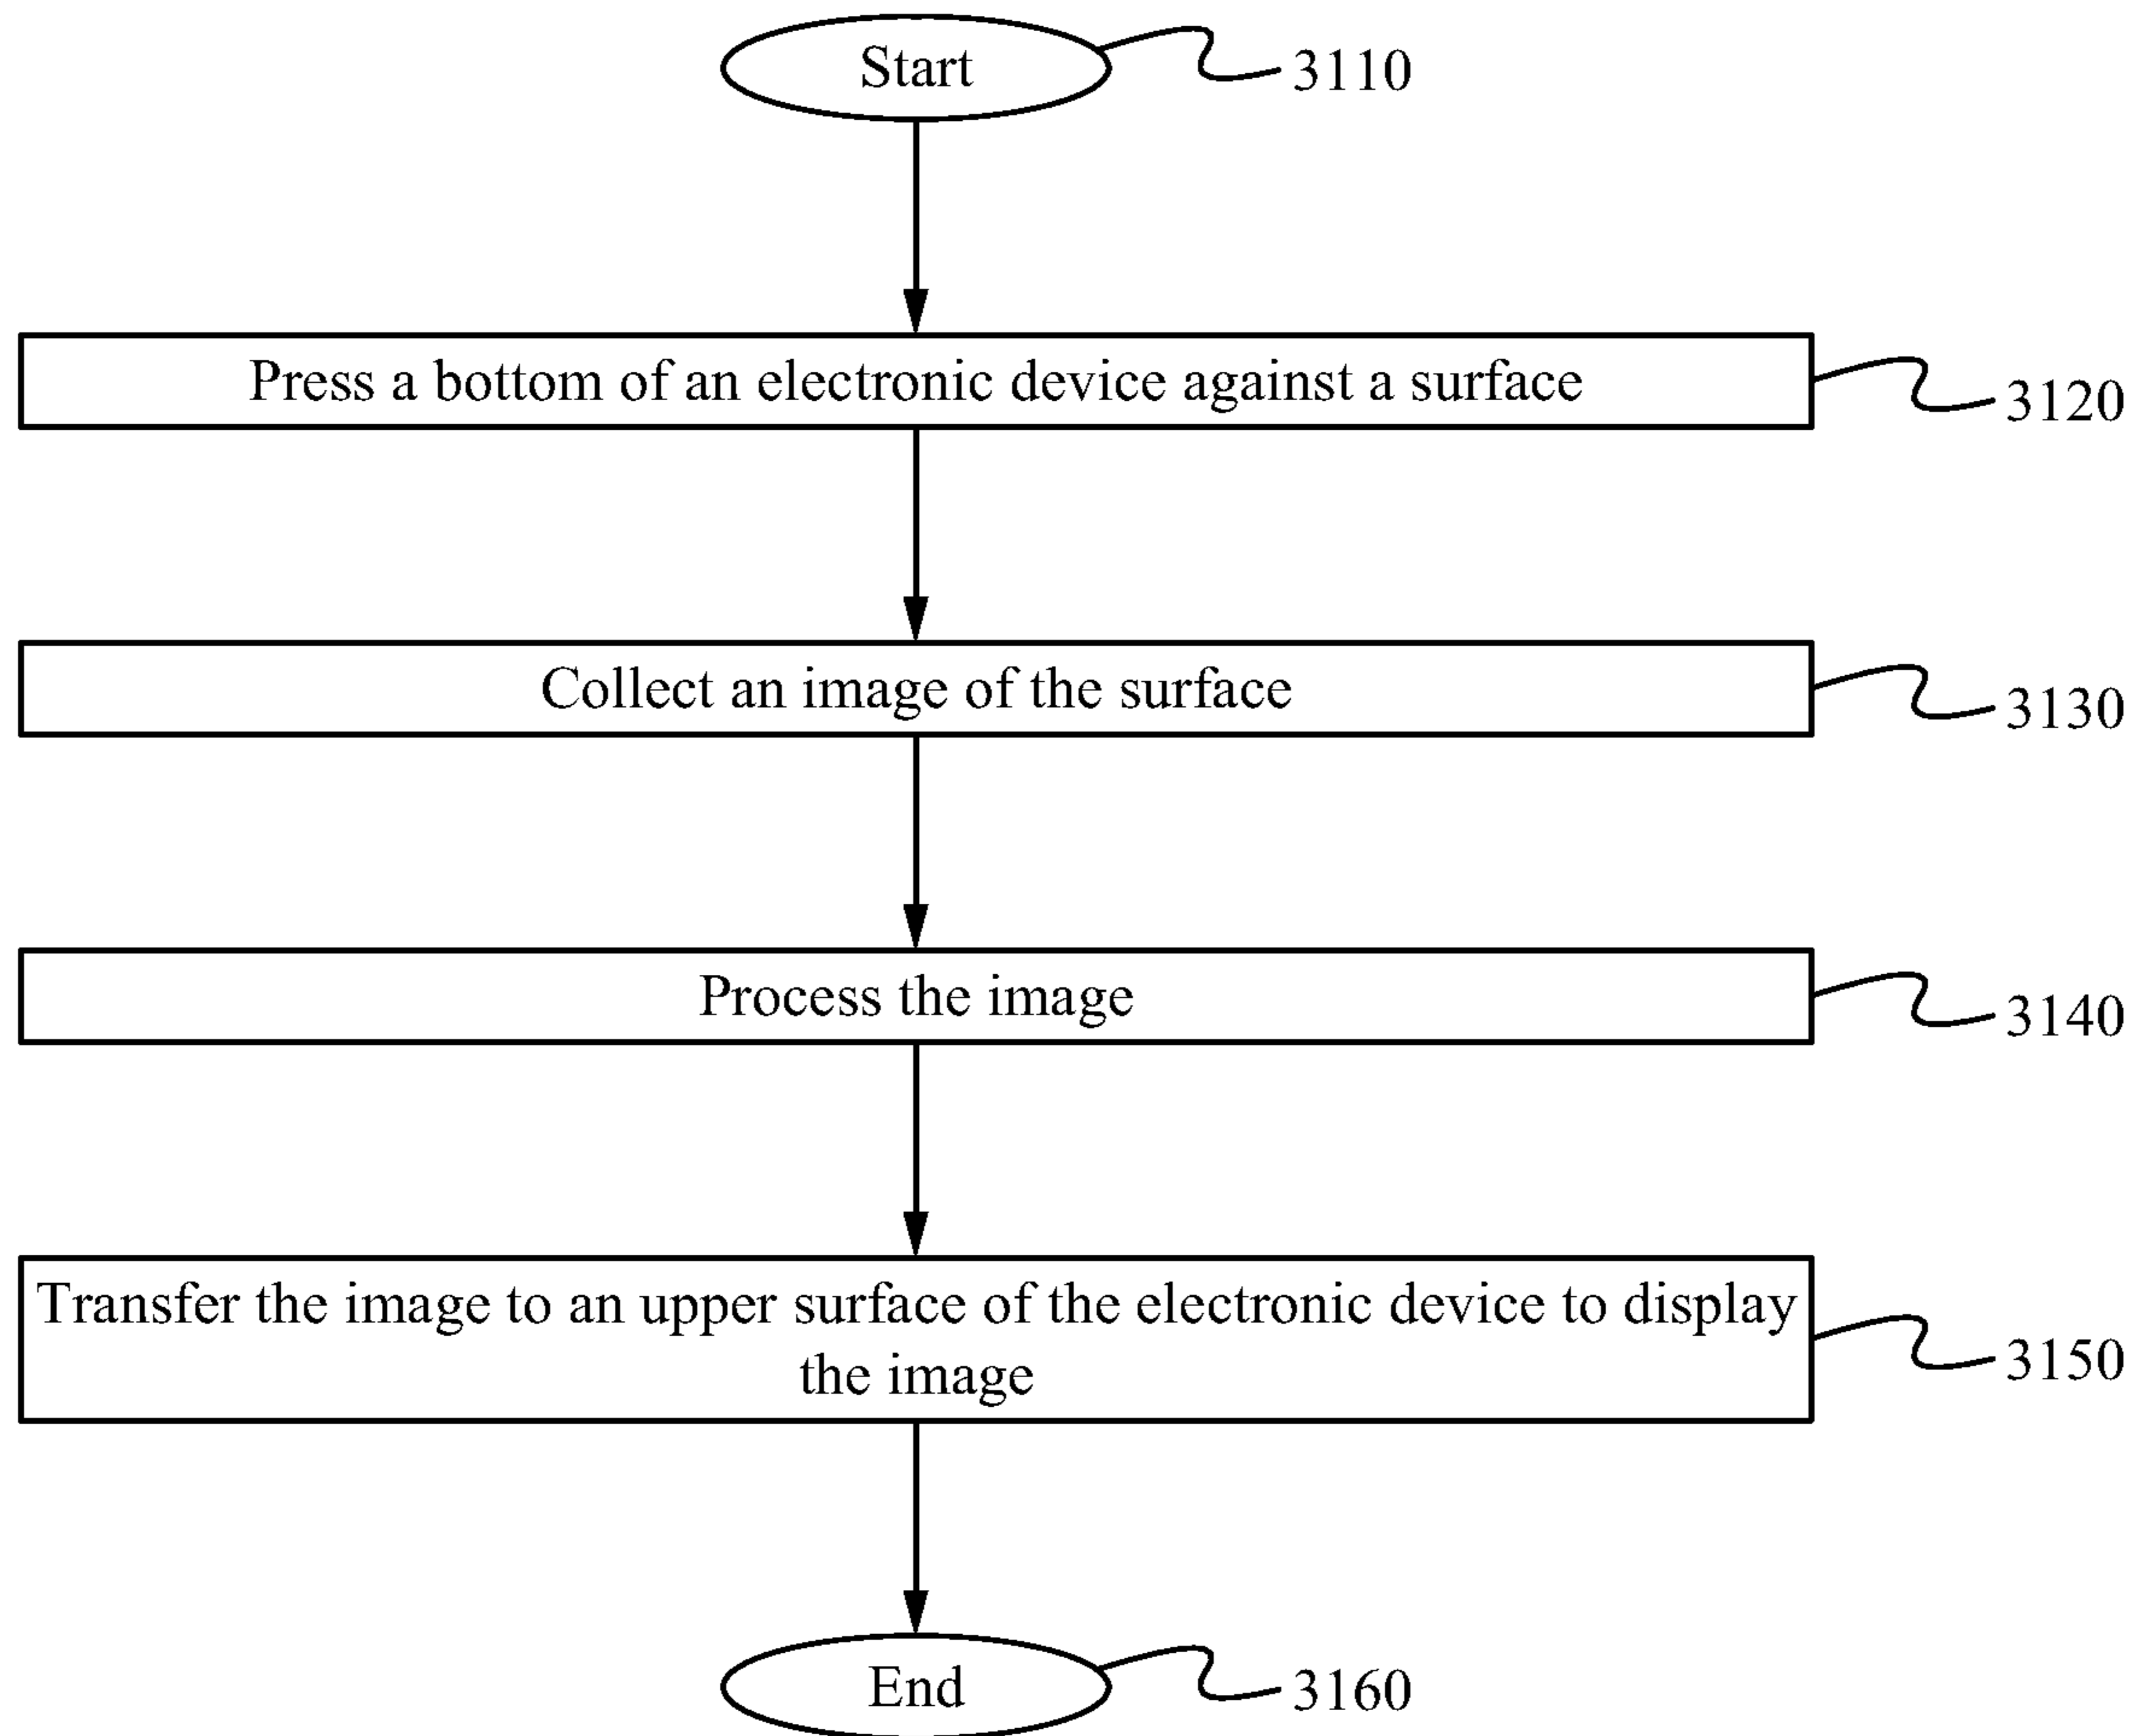 Start
3110
Press a bottom of an electronic device against a surface
3120
Collect an image of the surface
3130
Process the image
3140
Transfer the image to an upper surface of the electronic device to display
the image
3150
End
3160